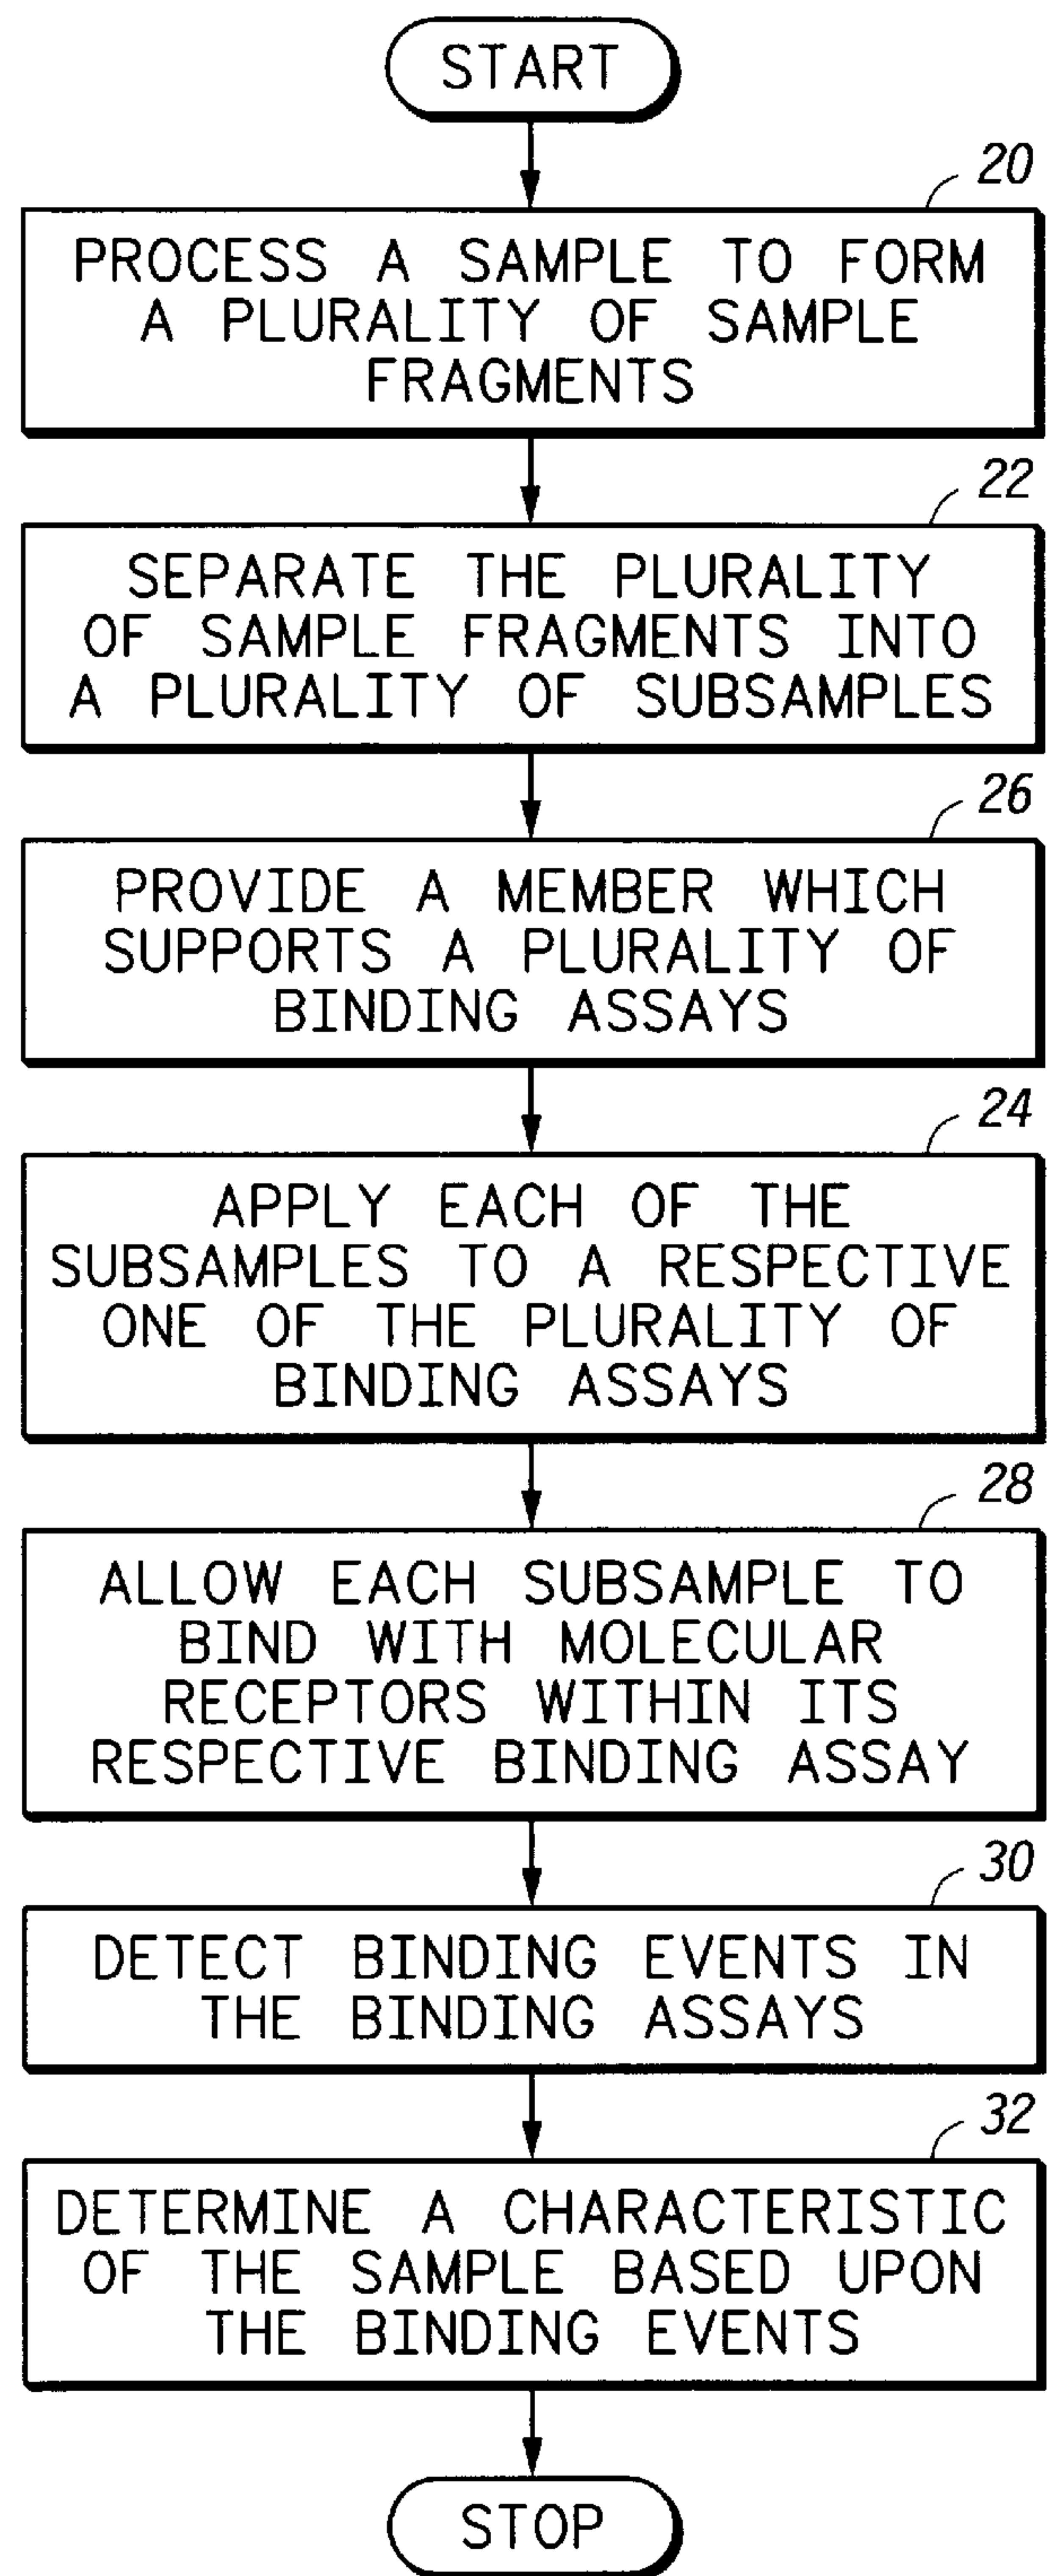 START
20
PROCESS A SAMPLE TO FORM
A PLURALITY OF SAMPLE
FRAGMENTS
22
SEPARATE THE PLURALITY
OF SAMPLE FRAGMENTS INTO
A PLURALITY OF SUBSAMPLES
26
PROVIDE A MEMBER WHICH
SUPPORTS A PLURALITY OF
BINDING ASSAYS
24
APPLY EACH OF THE
SUBSAMPLES TO A RESPECTIVE
ONE OF THE PLURALITY OF
BINDING ASSAYS
28
ALLOW EACH SUBSAMPLE TO
BIND WITH MOLECULAR
RECEPTORS WITHIN ITS
RESPECTIVE BINDING ASSAY
30
DETECT BINDING EVENTS IN
THE BINDING ASSAYS
32
DETERMINE A CHARACTERISTIC
OF THE SAMPLE BASED UPON
THE BINDING EVENTS
STOP